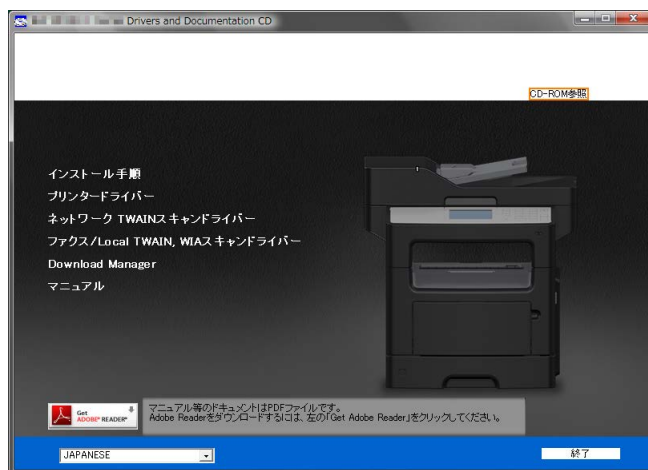 Drivers and Documentation CD
CD-ROM参照
インストール手順
プリンタードライバー
ネットワーク TWAINスキャンドライバー
ファクス/Local TWAIN, WIAスキャンドライバー
Download Manager
マニュアル
Get
ADOBE® READER®
マニュアル等のドキュメントはPDFファイルです。
Adobe Readerをダウンロードするには、左の「Get Adobe Reader」をクリックしてください。
JAPANESE
終了